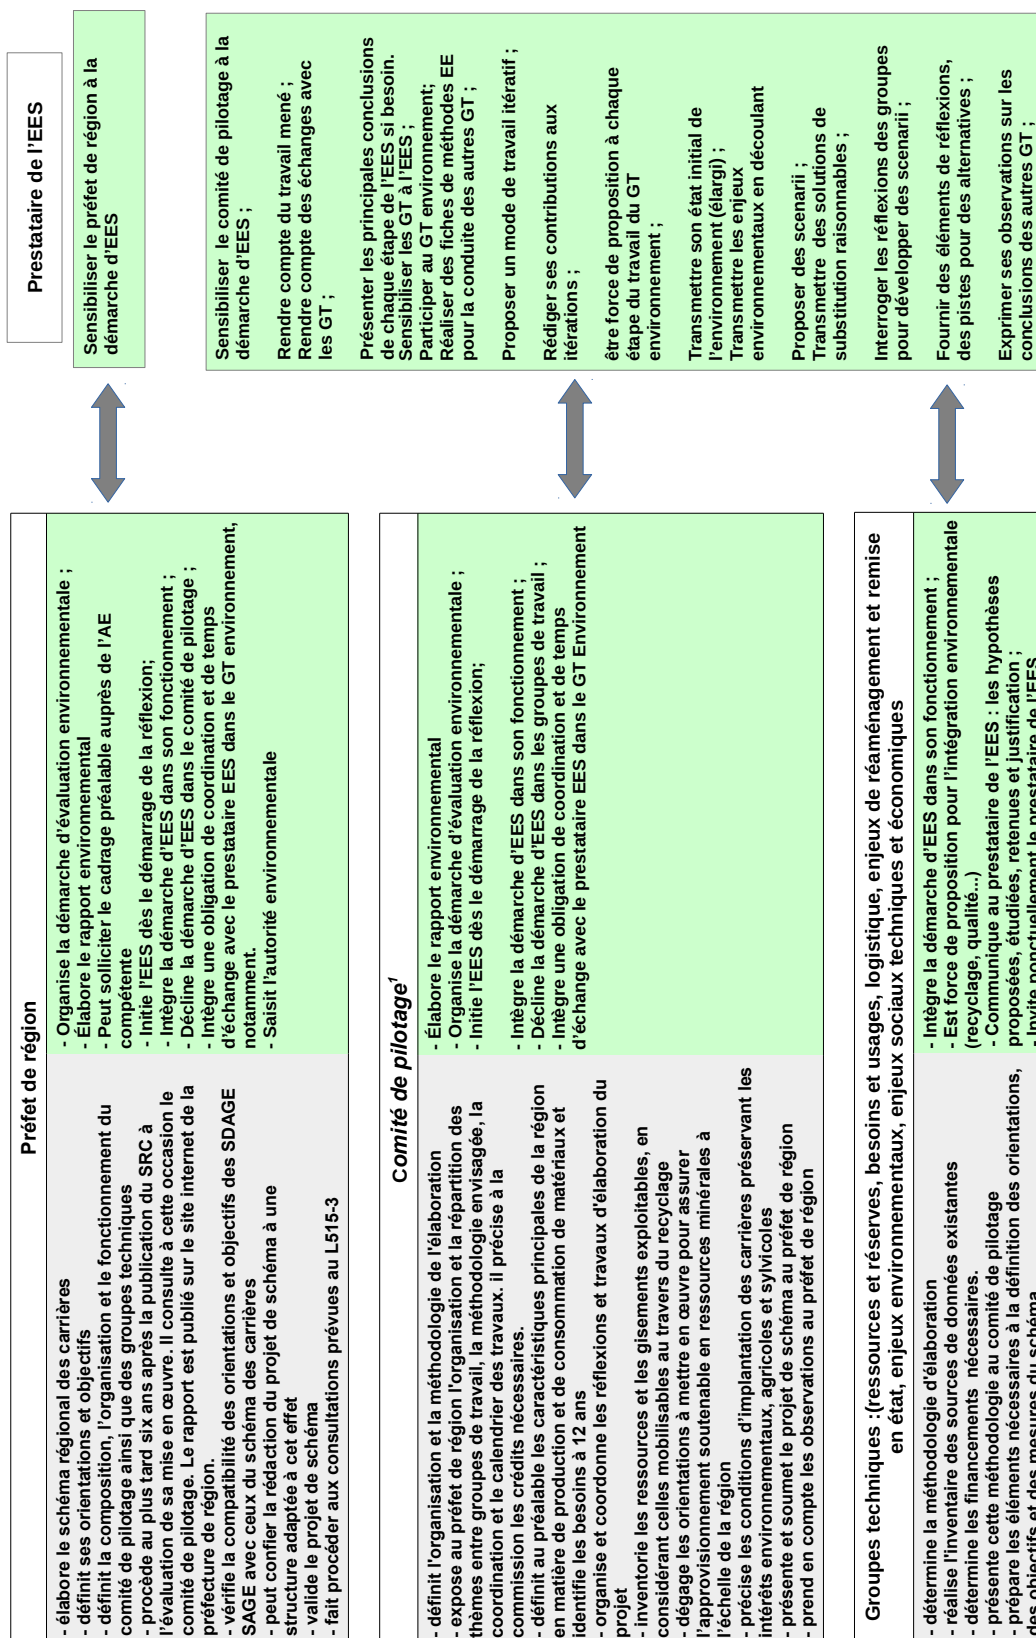 Préfet de région
- élabore le schéma régional des carrières
- définit ses orientations et objectifs
- définit la composition, l'organisation et le fonctionnement du
comité de pilotage ainsi que des groupes techniques
- procède au plus tard six ans après la publication du SRC à
l'évaluation de sa mise en œuvre. Il consulte à cette occasion le
comité de pilotage. Le rapport est publié sur le site internet de la
préfecture de région.
- vérifie la compatibilité des orientations et objectifs des SDAGE
SAGE avec ceux du schéma des carrières
- peut confier la rédaction du projet de schéma à une
structure adaptée à cet effet
- valide le projet de schéma
- fait procéder aux consultations prévues au L515-3
- Organise la démarche d'évaluation environnementale ;
- Élabore le rapport environnemental
- Peut solliciter le cadrage préalable auprès de l'AE
compétente
- Initie l'EES dès le démarrage de la réflexion;
- Intègre la démarche d'EES dans son fonctionnement ;
- Décline la démarche d'EES dans le comité de pilotage ;
- Intègre une obligation de coordination et de temps
d'échange avec le prestataire EES dans le GT environnement,
notamment.
- Saisit l'autorité environnementale
Prestataire de l'EES
Sensibiliser le préfet de région à la
démarche d'EES
Comité de pilotage¹
- définit l'organisation et la méthodologie de l'élaboration
- expose au préfet de région l'organisation et la répartition des
thèmes entre groupes de travail, la méthodologie envisagée, la
coordination et le calendrier des travaux. il précise à la
commission les crédits nécessaires.
- définit au préalable les caractéristiques principales de la région
en matière de production et de consommation de matériaux et
identifie les besoins à 12 ans
- organise et coordonne les réflexions et travaux d'élaboration du
projet
- inventorie les ressources et les gisements exploitables, en
considérant celles mobilisables au travers du recyclage
- dégage les orientations à mettre en œuvre pour assurer
l'approvisionnement soutenable en ressources minérales à
l'échelle de la région
- précise les conditions d'implantation des carrières préservant les
intérêts environnementaux, agricoles et sylvicoles
- présente et soumet le projet de schéma au préfet de région
- prend en compte les observations au préfet de région
- Élabore le rapport environnemental
- Organise la démarche d'évaluation environnementale ;
- Initie l'EES dès le démarrage de la réflexion;
- Intègre la démarche d'EES dans son fonctionnement ;
- Décline la démarche d'EES dans les groupes de travail ;
- Intègre une obligation de coordination et de temps
d'échange avec le prestataire EES dans le GT Environnement
Sensibiliser le comité de pilotage à la
démarche d'EES ;
Rendre compte du travail mené ;
Rendre compte des échanges avec
les GT ;
Présenter les principales conclusions
de chaque étape de l'EES si besoin.
Sensibiliser les GT à l'EES ;
Participer au GT environnement;
Réaliser des fiches de méthodes EE
pour la conduite des autres GT ;
Proposer un mode de travail itératif ;
Rédiger ses contributions aux
itérations ;
être force de proposition à chaque
étape du travail du GT
environnement ;
Transmettre son état initial de
l'environnement (élargi) ;
Transmettre les enjeux
environnementaux en découlant
Proposer des scenarii ;
Transmettre des solutions de
substitution raisonnables ;
Interroger les réflexions des groupes
pour développer des scenarii ;
Fournir des éléments de réflexions,
des pistes pour des alternatives ;
Exprimer ses observations sur les
conclusions des autres GT ;
Groupes techniques :(ressources et réserves, besoins et usages, logistique, enjeux de réaménagement et remise
en état, enjeux environnementaux, enjeux sociaux techniques et économiques
- détermine la méthodologie d'élaboration
- réalise l'inventaire des sources de données existantes
- détermine les financements nécessaires.
- présente cette méthodologie au comité de pilotage
- prépare les éléments nécessaires à la définition des orientations,
des objectifs et des mesures du schéma
- Intègre la démarche d'EES dans son fonctionnement ;
- Est force de proposition pour l'intégration environnementale
(recyclage, qualité...)
- Communique au prestataire de l'EES : les hypothèses
proposées, étudiées, retenues et justification ;
- Invite ponctuellement le prestataire de l'EES